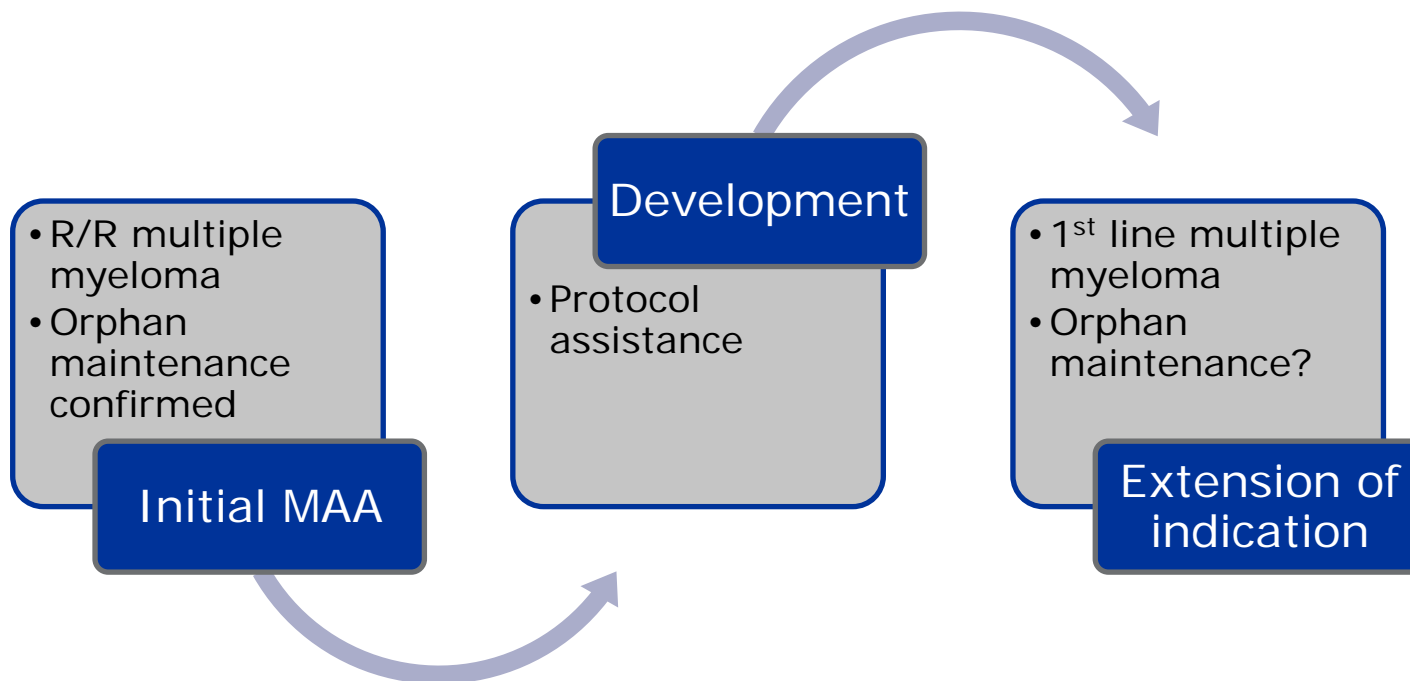 • R/R multiple
myeloma
• Orphan
maintenance
confirmed
Initial MAA
Development
• Protocol
assistance
• 1st line multiple
myeloma
• Orphan
maintenance?
Extension of
indication